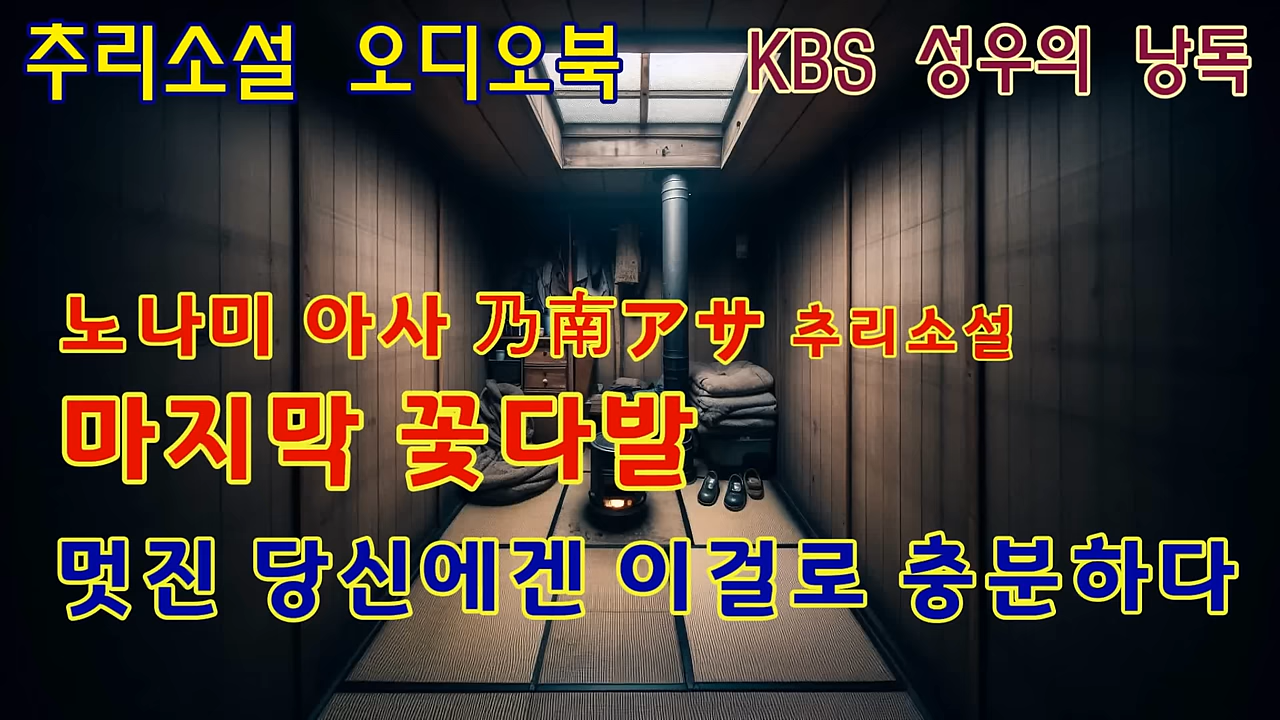 추리소설 오디오북 KBS 성우의 낭독
노나미 아사 乃南アサ 추리소설
마지막 꽃다발
멋진 당신에겐 이걸로 충분하다